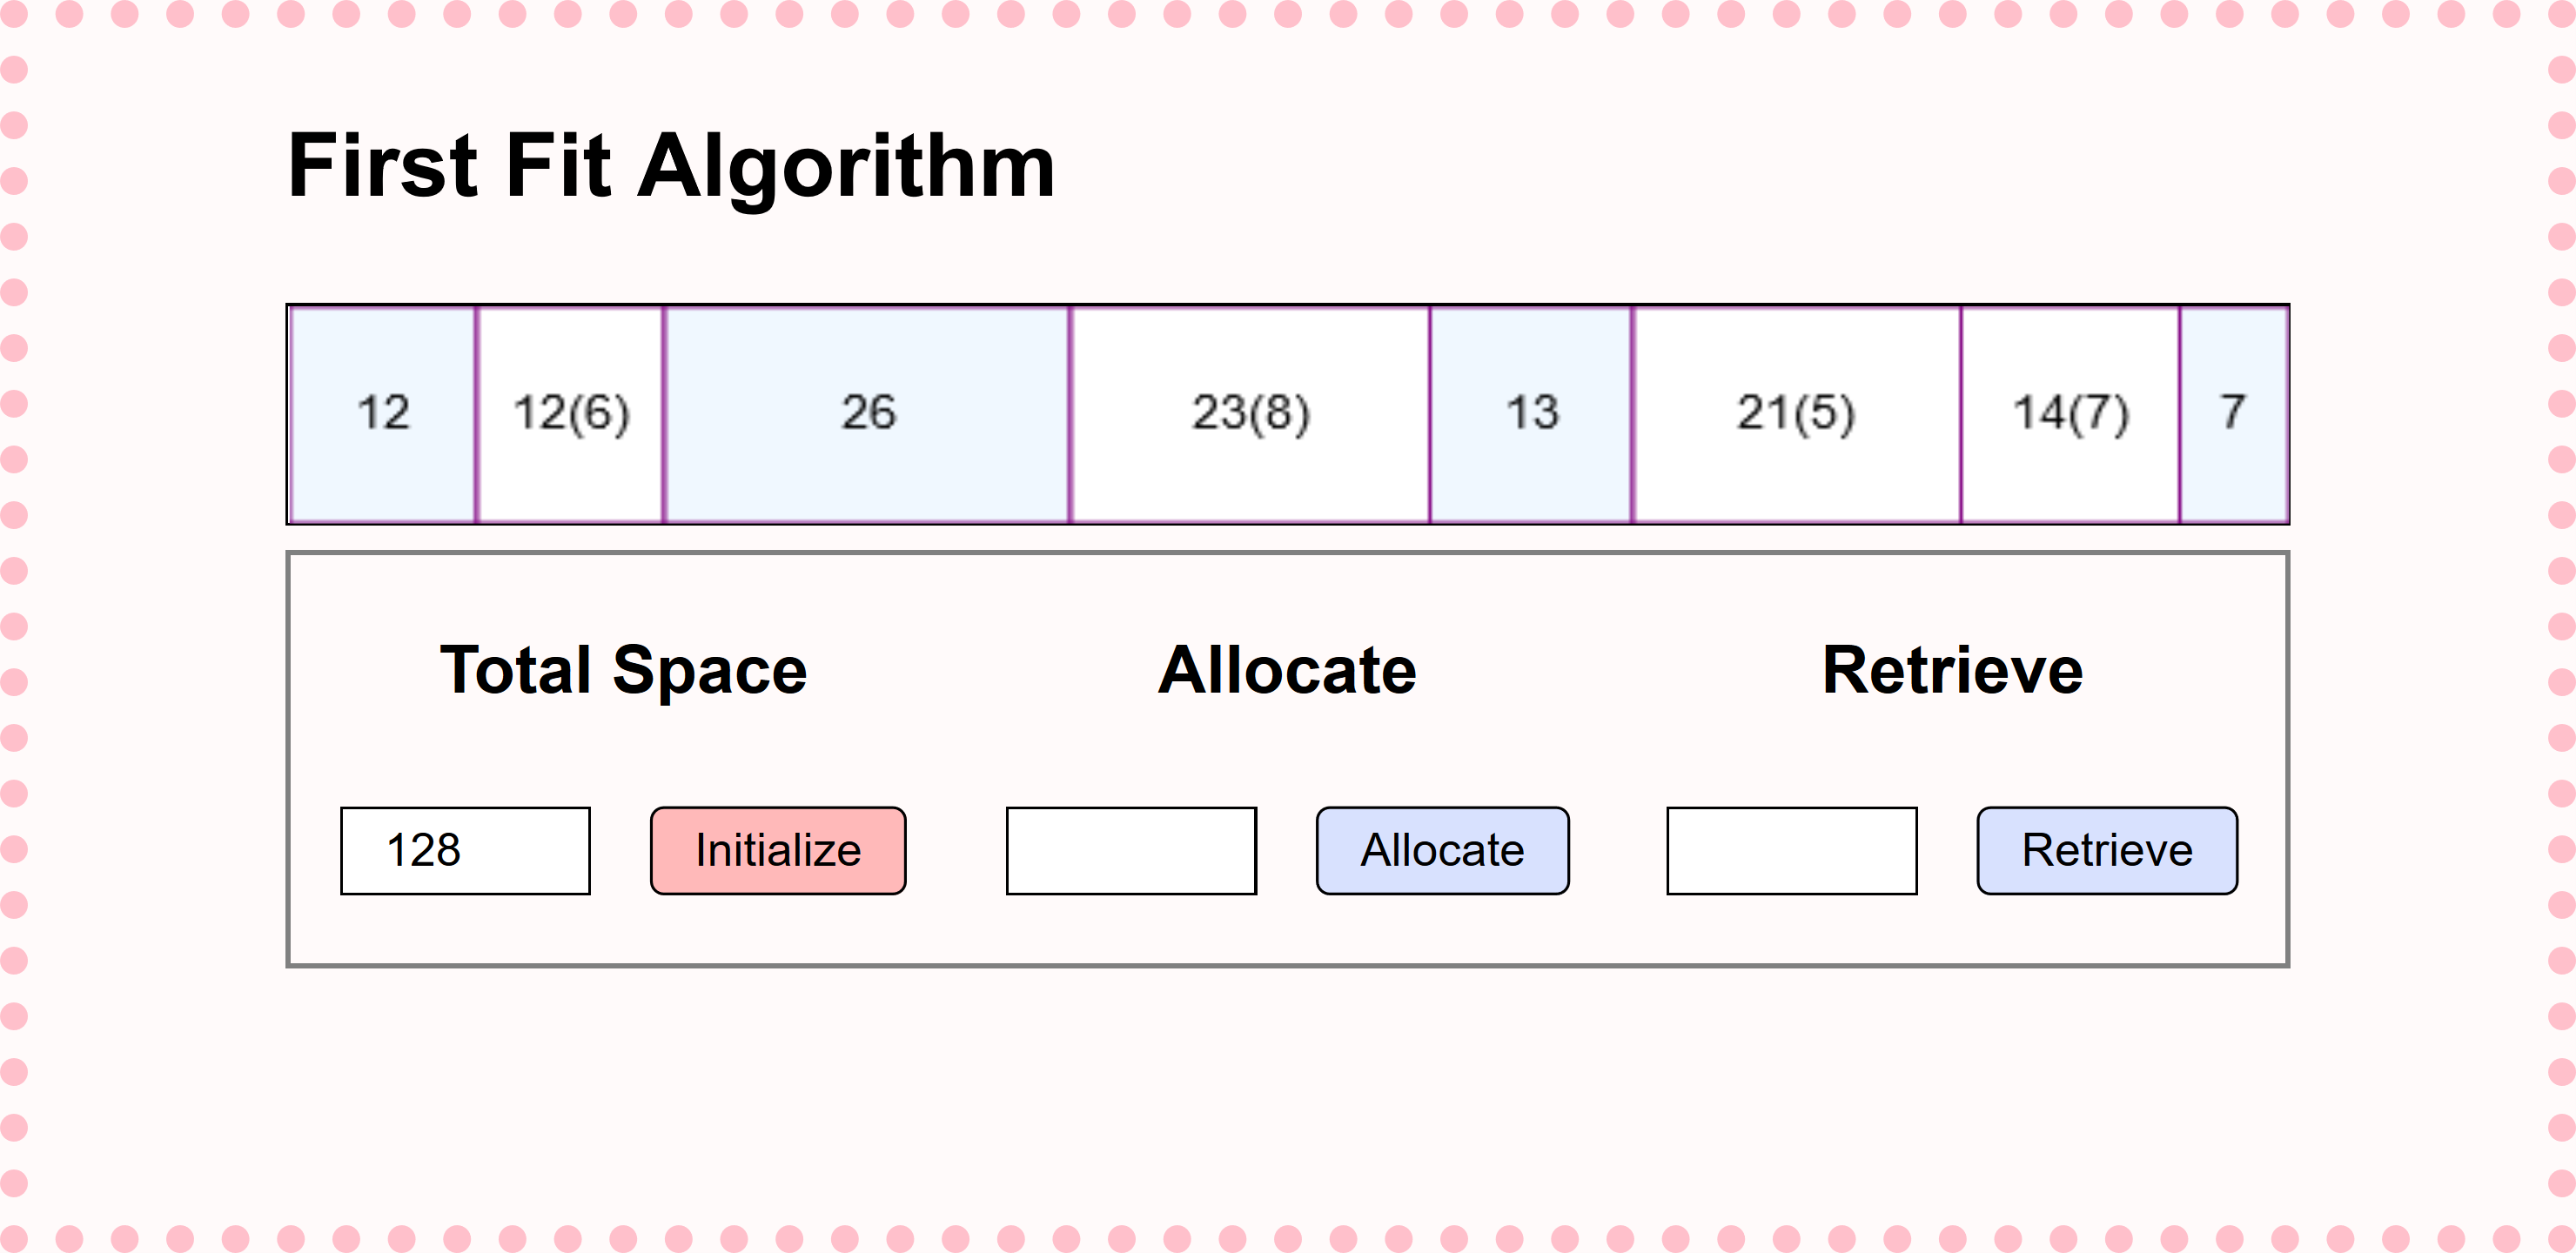 First Fit Algorithm
12 12(6) 26 23(8) 13 21(5) 14(7) 7
Total Space Allocate Retrieve
128 Initialize Allocate Retrieve